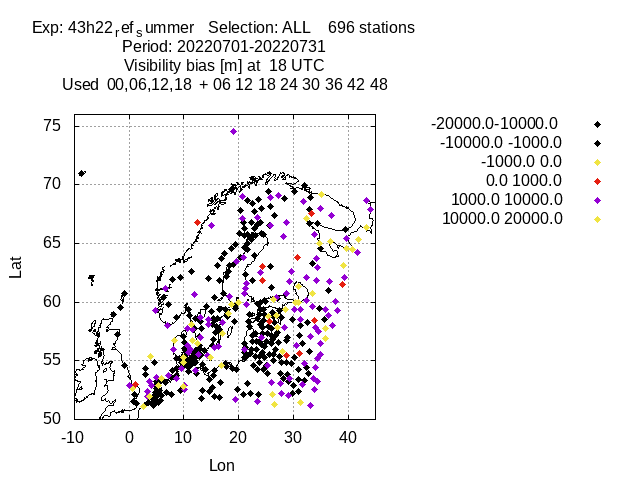 Exp: 43h22refsummer   Selection: ALL    696 stations
Period: 20220701-20220731
Visibility bias [m] at  18 UTC
Used  00,06,12,18  + 06 12 18 24 30 36 42 48
-20000.0-10000.0
-10000.0 -1000.0
-1000.0 0.0
0.0 1000.0
1000.0 10000.0
10000.0 20000.0
75
70
65
60
55
50
Lat
-10 0 10 20 30 40
Lon